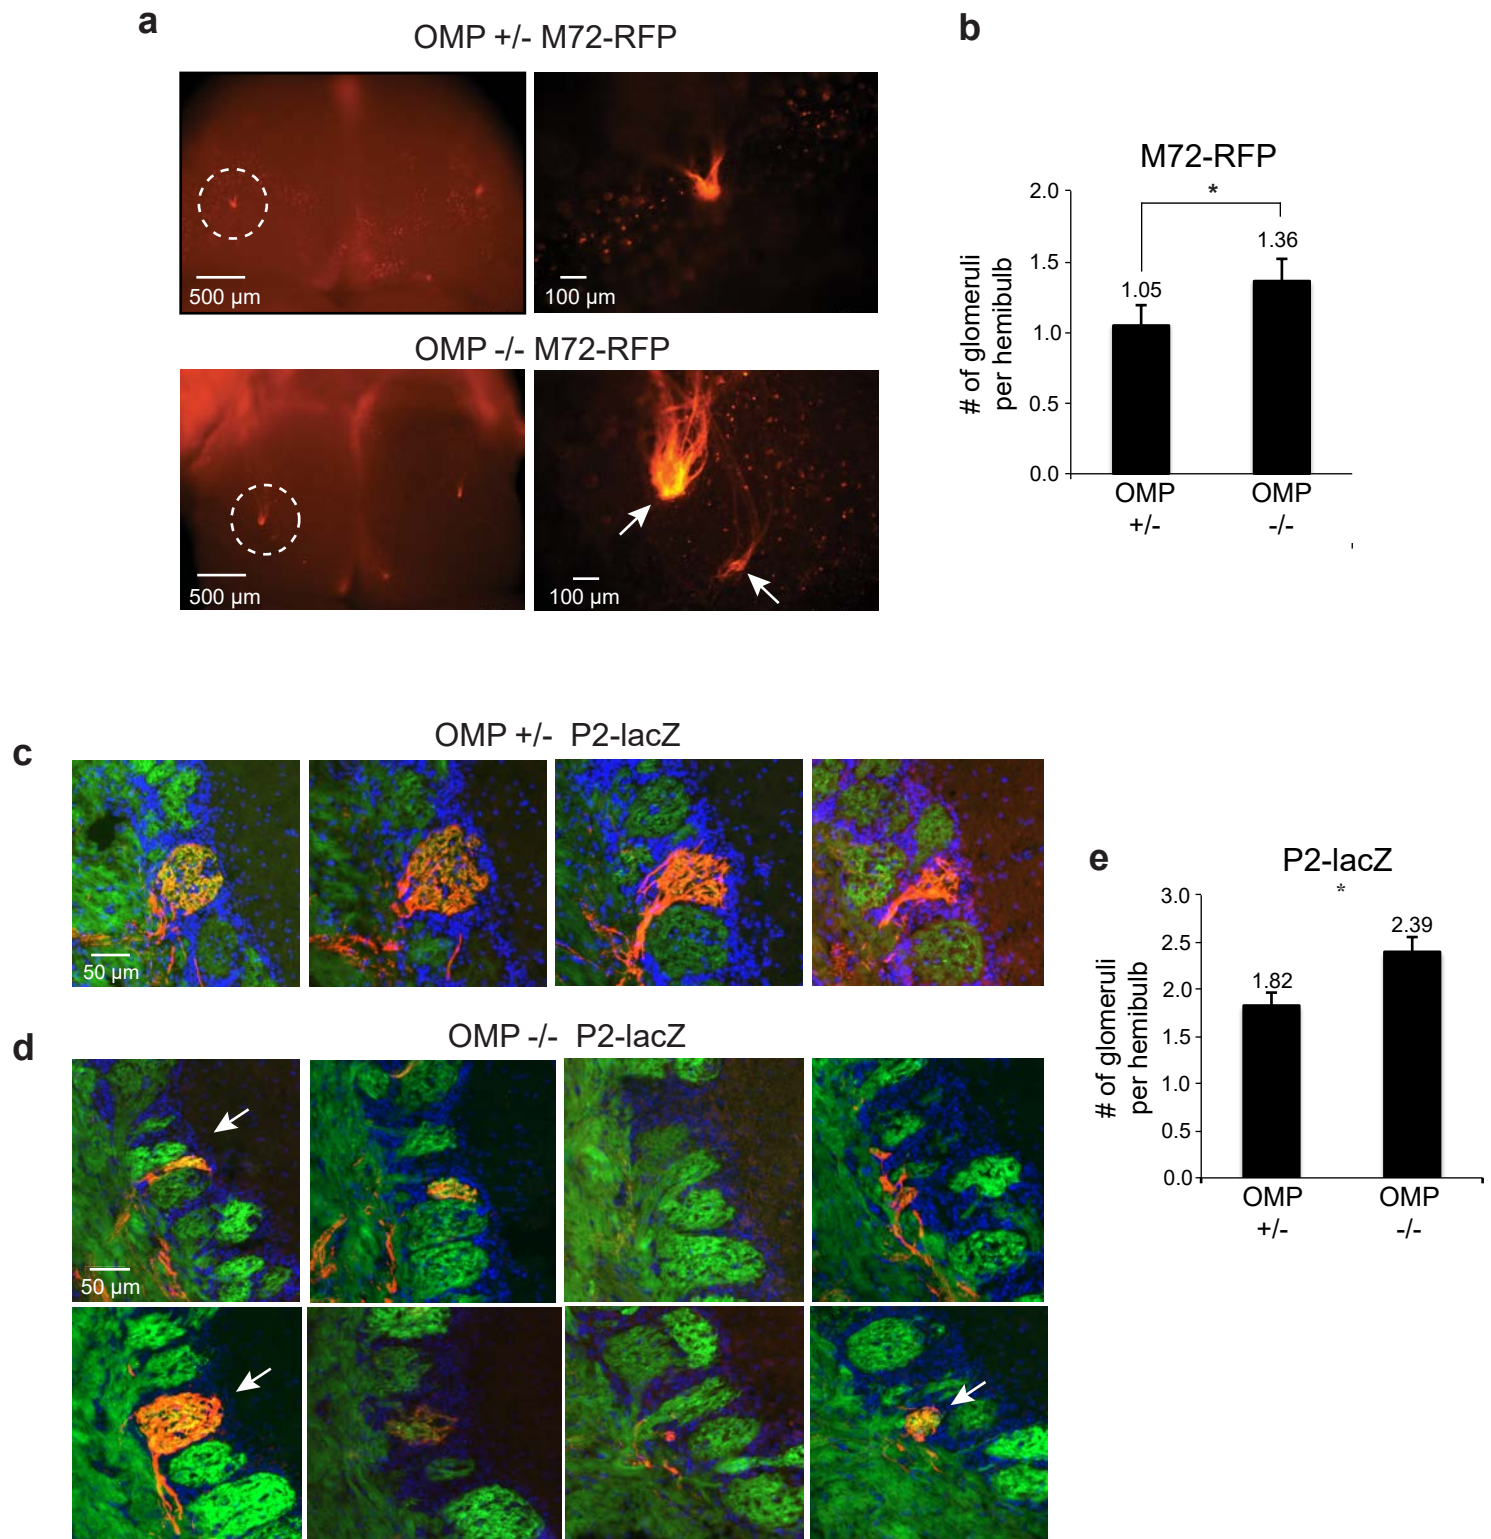 a
OMP +/- M72-RFP
500 µm
100 µm
OMP -/- M72-RFP
500 µm
100 µm
b
M72-RFP
*
# of glomeruli
per hemibulb
2.0
1.5
1.0
0.5
0.0
1.05
1.36
OMP
+/-
OMP
-/-
c
OMP +/- P2-lacZ
50 µm
d
OMP -/- P2-lacZ
50 µm
e
P2-lacZ
*
# of glomeruli
per hemibulb
3.0
2.5
2.0
1.5
1.0
0.5
0.0
1.82
2.39
OMP
+/-
OMP
-/-